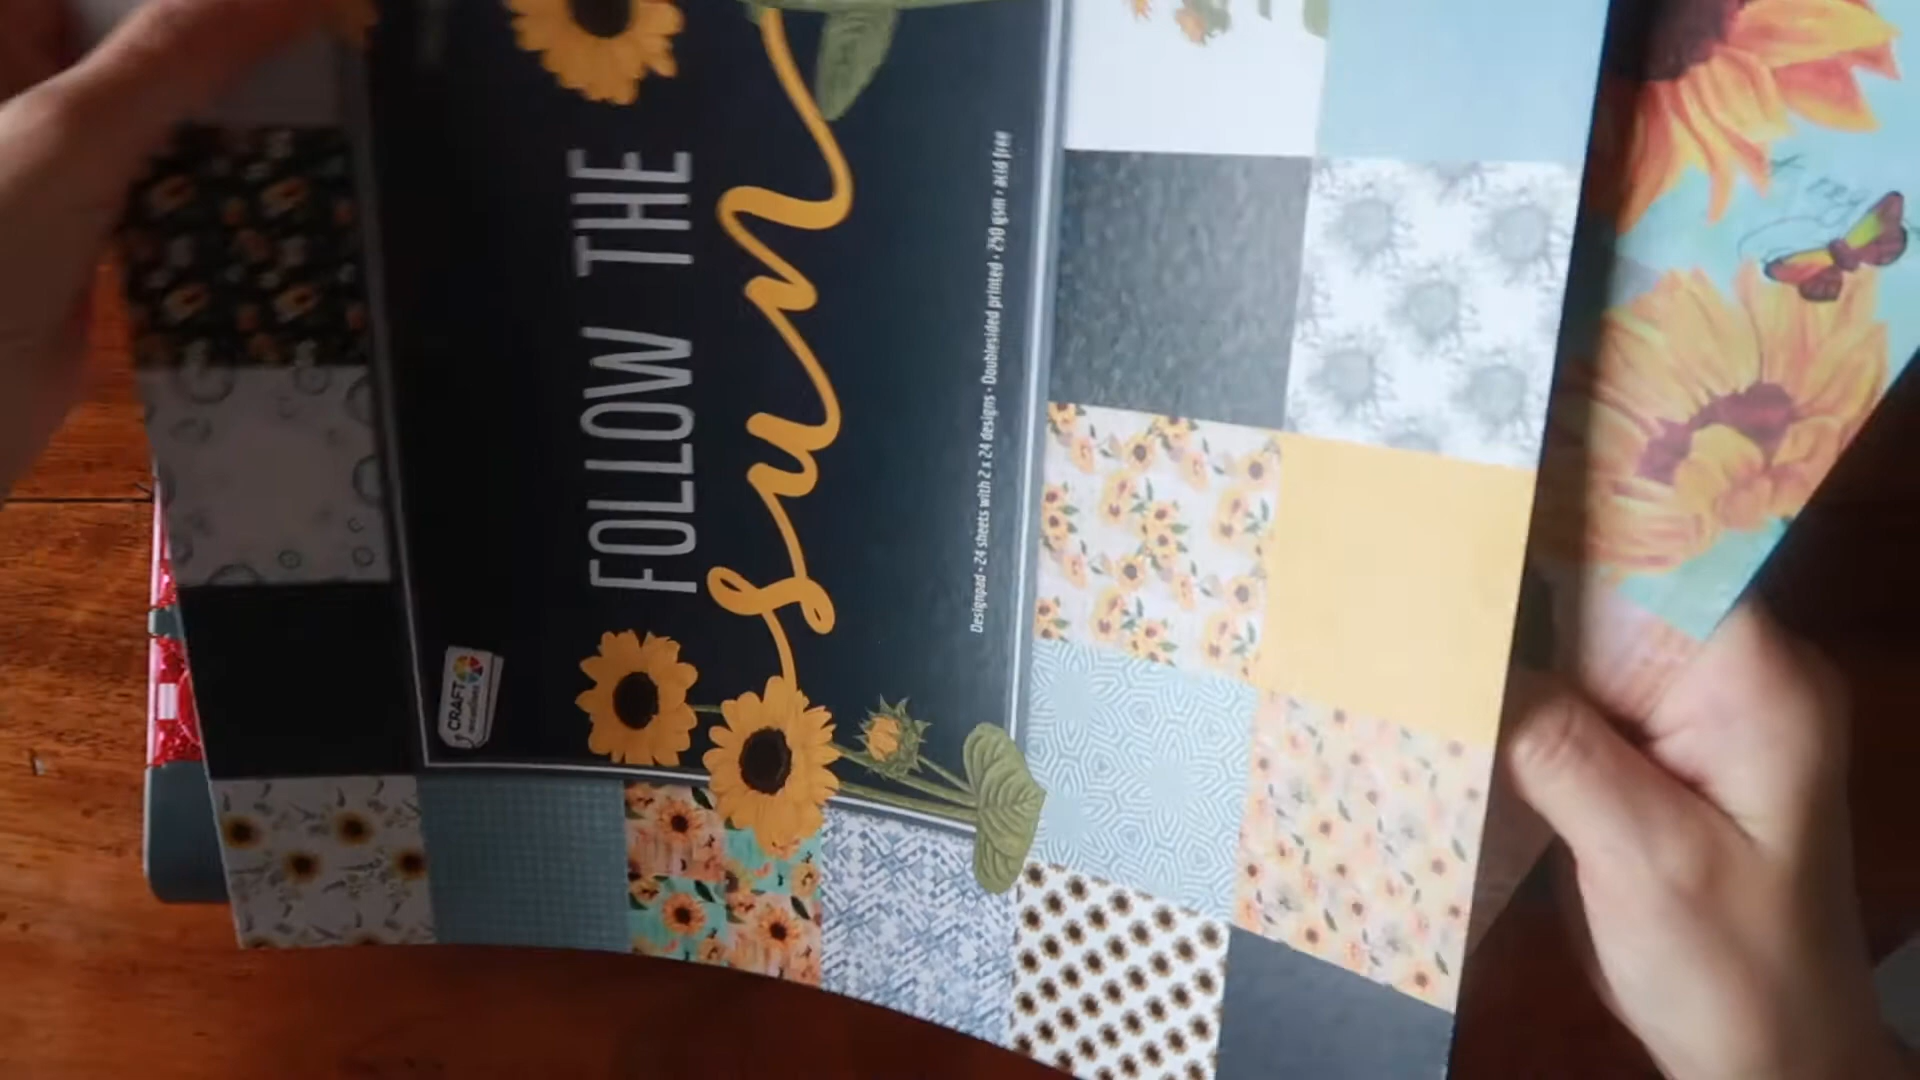 FOLLOW THE
sun
Designpad • 24 sheets with 2 x 24 designs • Doublesided printed • 250 gsm • acid free
CRAFT